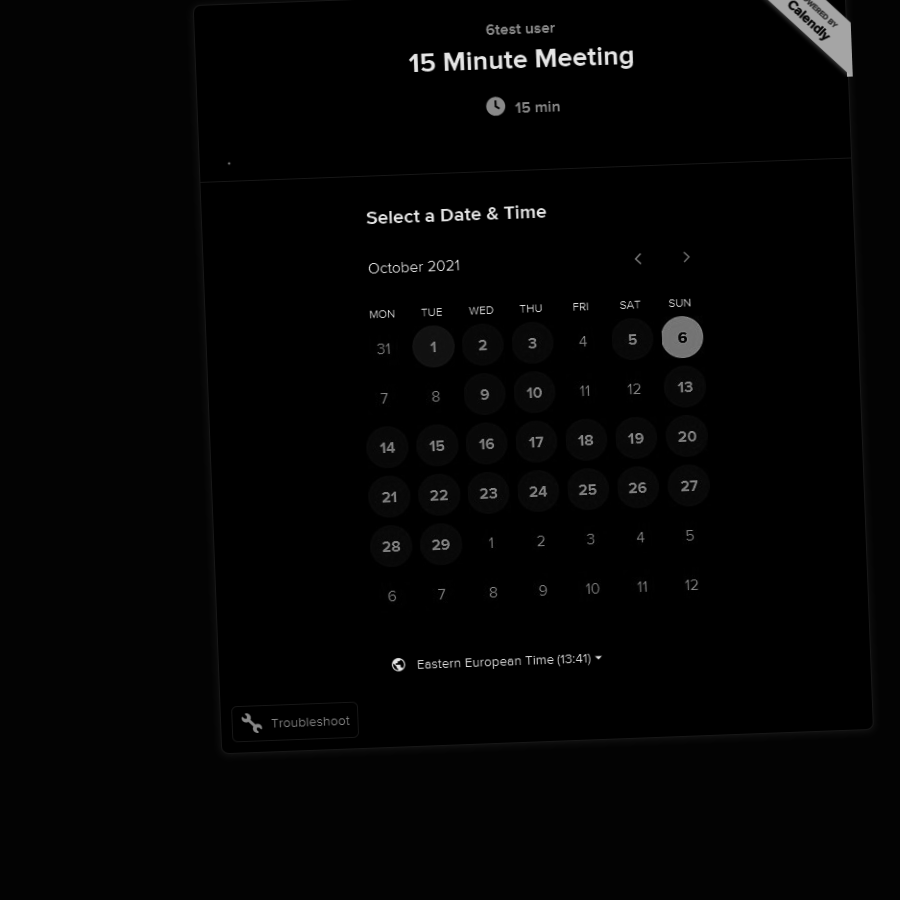 POWERED BY
Calendly
6test user
15 Minute Meeting
15 min
.
Select a Date & Time
October 2021
MON TUE WED THU FRI SAT SUN
31 1 2 3 4 5 6
7 8 9 10 11 12 13
14 15 16 17 18 19 20
21 22 23 24 25 26 27
28 29 1 2 3 4 5
6 7 8 9 10 11 12
Eastern European Time (13:41)
Troubleshoot